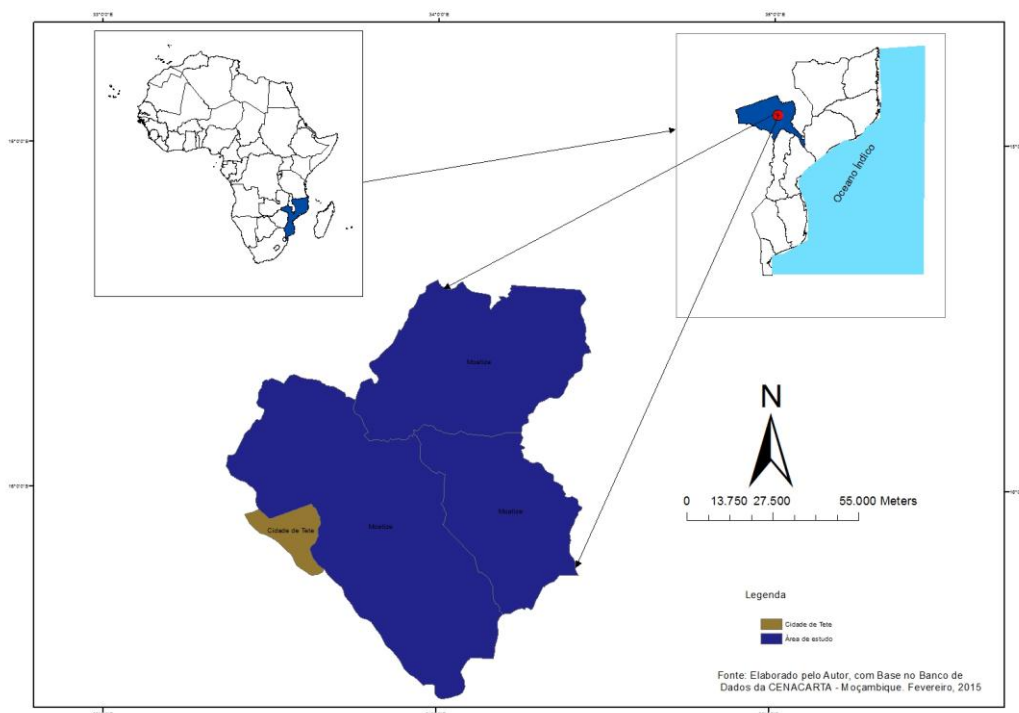 Oceano Índico
Moatize
N
0 13.750 27.500 55.000 Meters
Moatize
Moatize
Cidade de Tete
Legenda
Cidade de Tete
Área de estudo
Fonte: Elaborado pelo Autor, com Base no Banco de
Dados da CENACARTA - Moçambique. Fevereiro, 2015